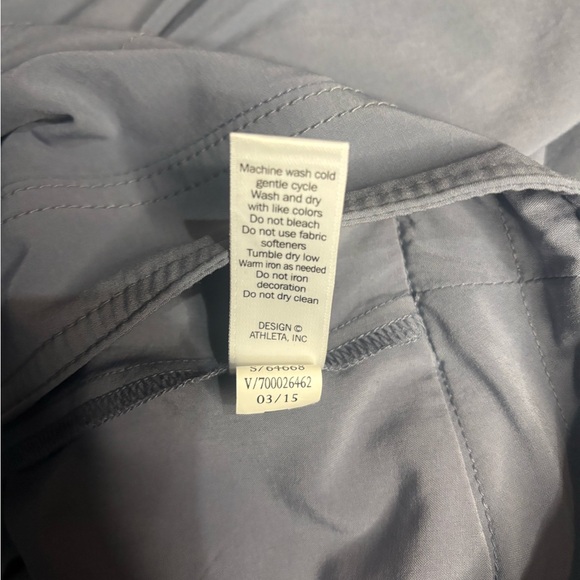 Machine wash cold
gentle cycle
Wash and dry
with like colors
Do not bleach
Do not use fabric
softeners
Tumble dry low
Warm iron as needed
Do not iron
decoration
Do not dry clean
DESIGN ©
ATHLETA, INC
S/64668
V/700026462
03/15